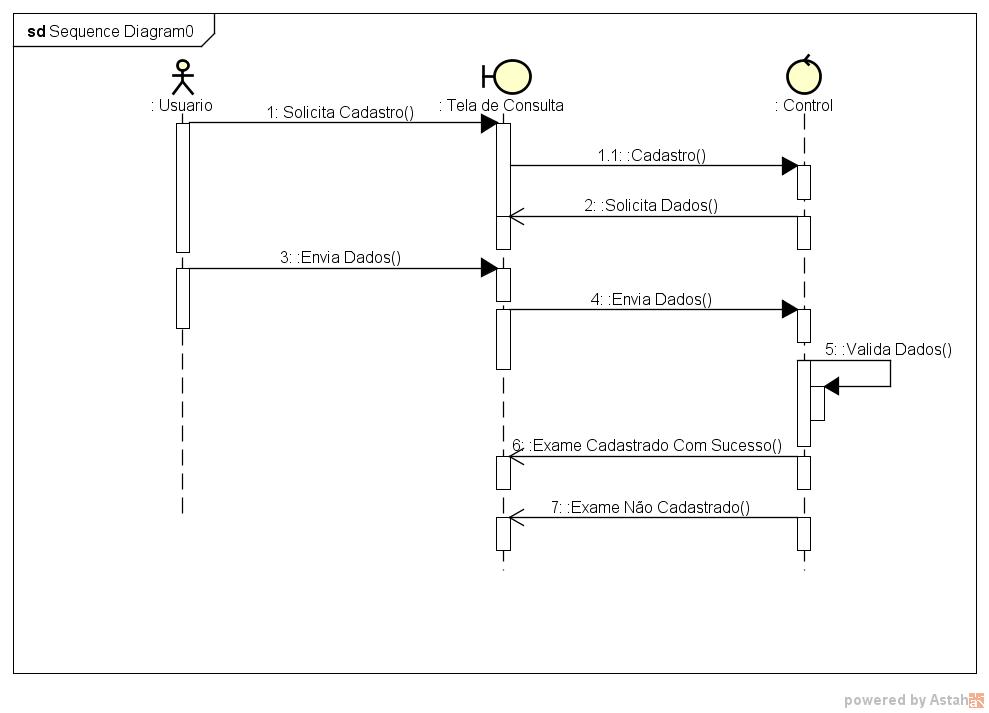 sd Sequence Diagram0
: Usuario
: Tela de Consulta
: Control
1: Solicita Cadastro()
1.1: :Cadastro()
2: :Solicita Dados()
3: :Envia Dados()
4: :Envia Dados()
5: :Valida Dados()
6: :Exame Cadastrado Com Sucesso()
7: :Exame Não Cadastrado()
powered by Astah